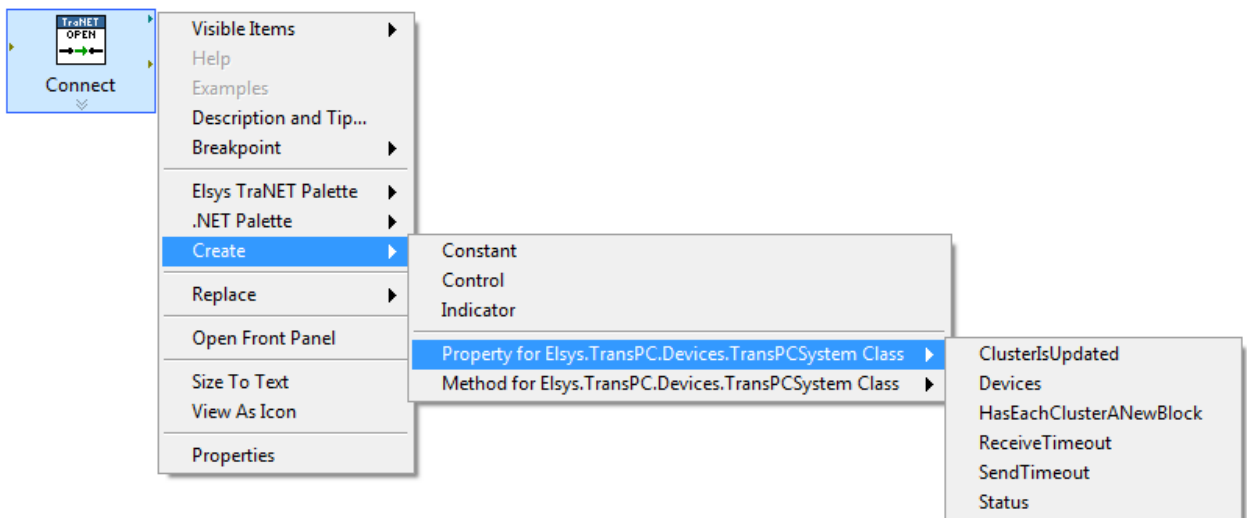 TraNET
OPEN
Connect
Visible Items
Help
Examples
Description and Tip...
Breakpoint
Elsys TraNET Palette
.NET Palette
Create
Replace
Open Front Panel
Size To Text
View As Icon
Properties
Constant
Control
Indicator
Property for Elsys.TransPC.Devices.TransPCSystem Class
Method for Elsys.TransPC.Devices.TransPCSystem Class
ClusterIsUpdated
Devices
HasEachClusterANewBlock
ReceiveTimeout
SendTimeout
Status